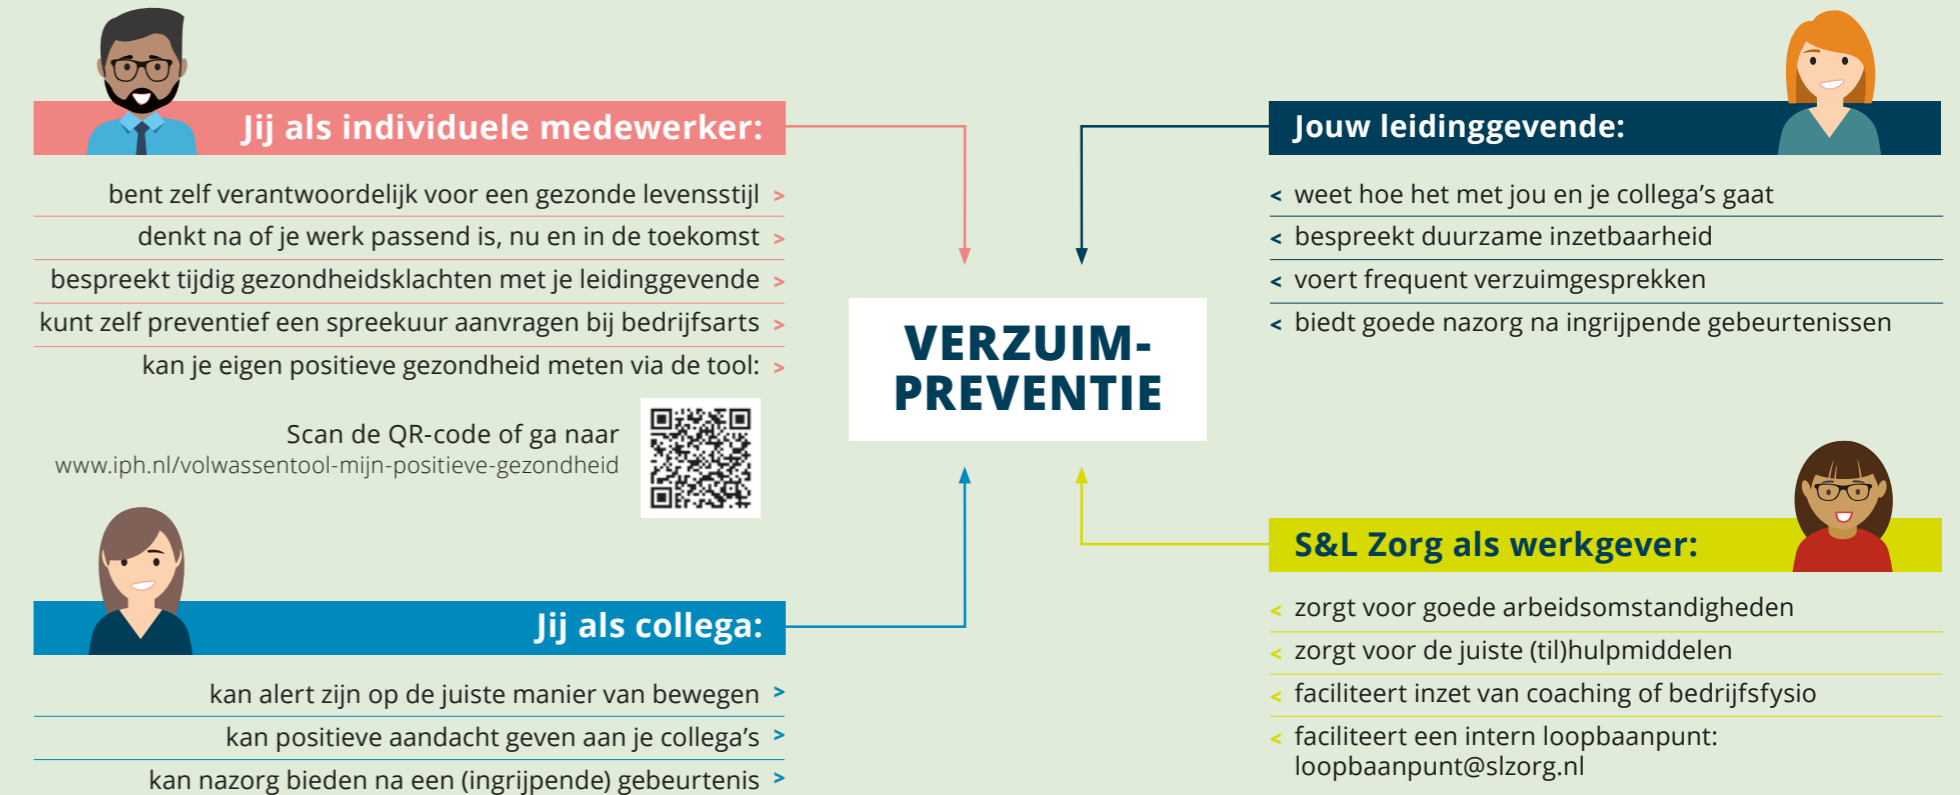 Jij als individuele medewerker:
bent zelf verantwoordelijk voor een gezonde levensstijl >
denkt na of je werk passend is, nu en in de toekomst >
bespreekt tijdig gezondheidsklachten met je leidinggevende >
kunt zelf preventief een spreekuur aanvragen bij bedrijfsarts >
kan je eigen positieve gezondheid meten via de tool: >
Scan de QR-code of ga naar
www.iph.nl/volwassentool-mijn-positieve-gezondheid
Jij als collega:
kan alert zijn op de juiste manier van bewegen >
kan positieve aandacht geven aan je collega's >
kan nazorg bieden na een (ingrijpende) gebeurtenis >
VERZUIM-
PREVENTIE
Jouw leidinggevende:
< weet hoe het met jou en je collega's gaat
< bespreekt duurzame inzetbaarheid
< voert frequent verzuimgesprekken
< biedt goede nazorg na ingrijpende gebeurtenissen
S&L Zorg als werkgever:
< zorgt voor goede arbeidsomstandigheden
< zorgt voor de juiste (til)hulpmiddelen
< faciliteert inzet van coaching of bedrijfsfysio
< faciliteert een intern loopbaanpunt:
loopbaanpunt@slzorg.nl